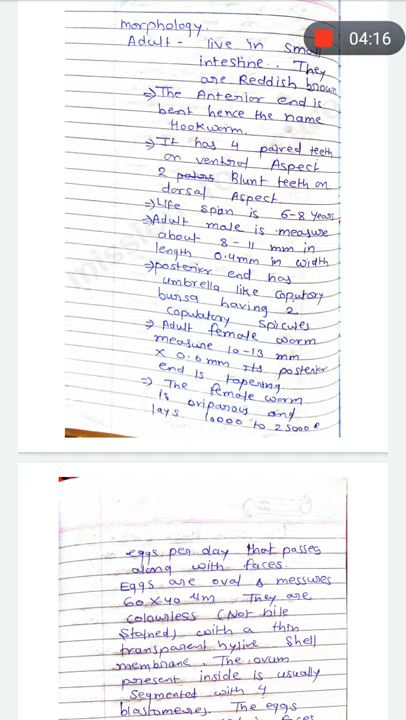 04:16
morphology.
Adult - live in small
intestine.. They
are Reddish brown
⇒ The Anterior end is
bent hence the name
Hookworm.
⇒ It has 4 paired teeth
on ventral Aspect
2 Blunt teeth on
dorsal Aspect.
⇒ Life span is 6-8 years.
⇒ Adult male is measure
about 8-11 mm in
length 0.4mm in width
⇒ posterior end has
umbrella like coputory
bursa having 2
copulatory spicules
⇒ Adult female worm
measure 10-13 mm
X 0.6mm Its posterior
end is tapering.
⇒ The female worm
is oviparous and
lays 10000 to 25000
eggs per day that passes
along with faces.
Eggs are oval & messures
60X40 um They are
colourless (Not bile
stained) with a thin
transparent hyline shell
membrane. The ovum
present inside is usually
segmented with 4
blastomeres. The eggs